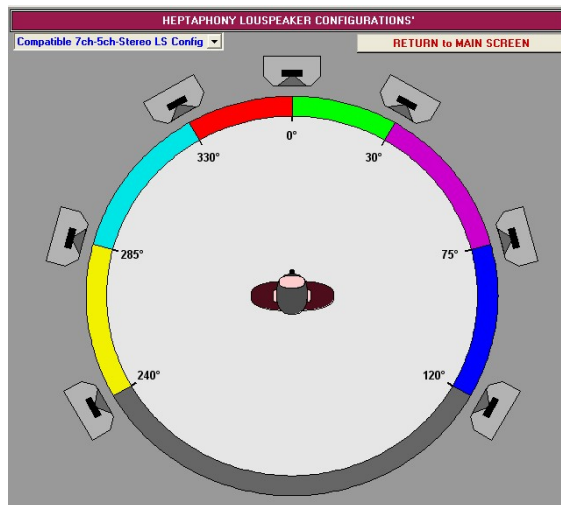 HEPTAPHONY LOUSPEAKER CONFIGURATIONS'
Compatible 7ch-5ch-Stereo LS Config
RETURN to MAIN SCREEN
0°
330°
30°
285°
75°
240°
120°